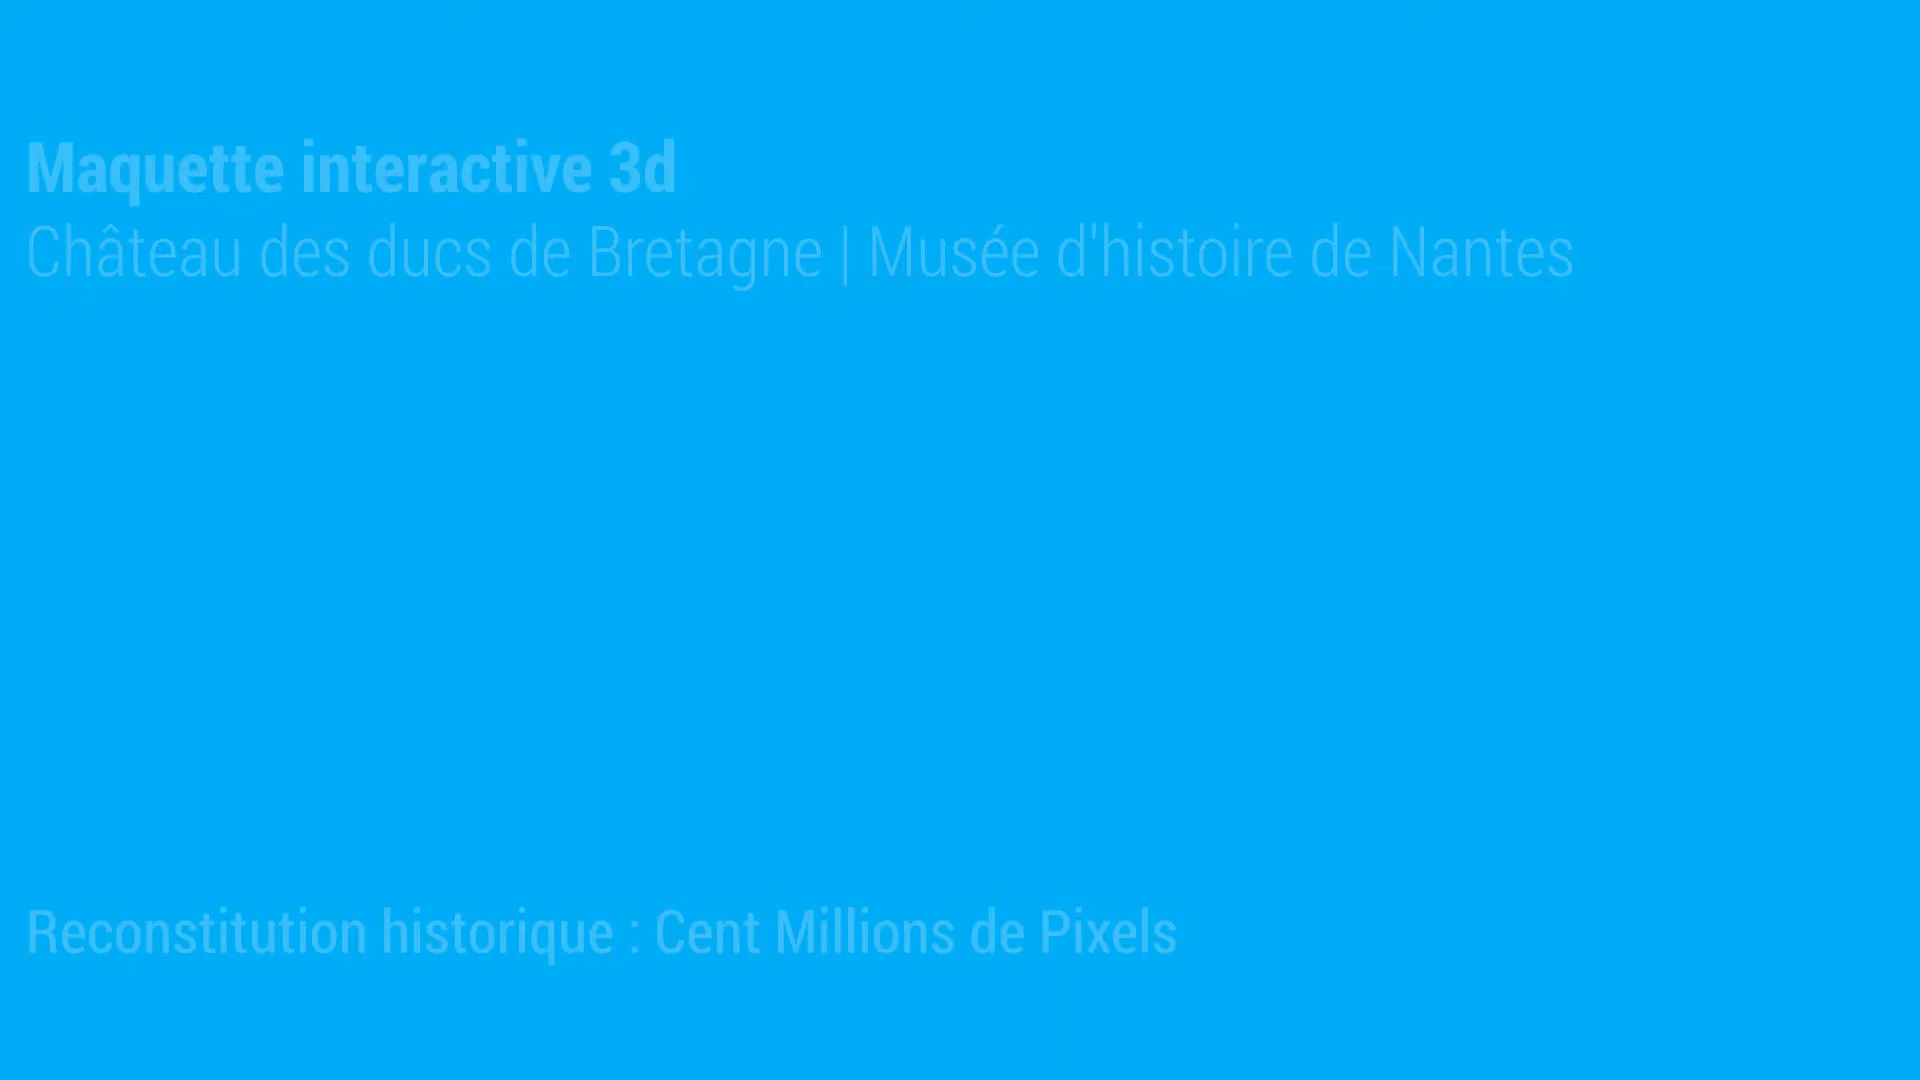 Maquette interactive 3d
Château des ducs de Bretagne | Musée d'histoire de Nantes
Reconstitution historique : Cent Millions de Pixels